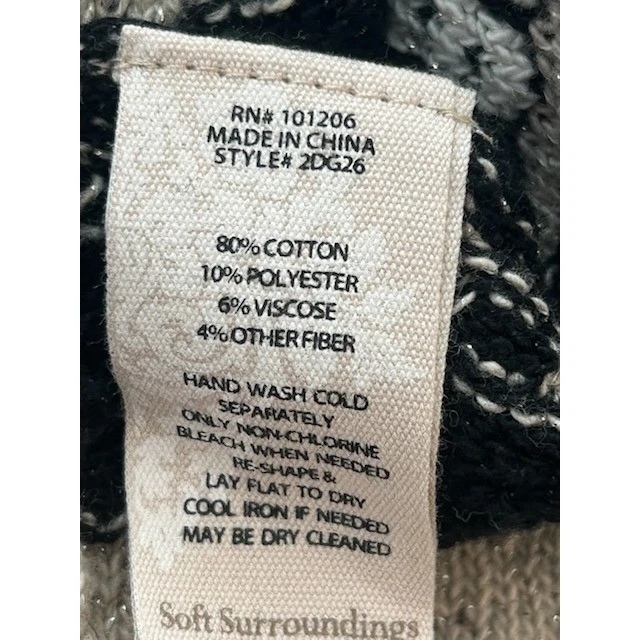 RN# 101206
MADE IN CHINA
STYLE# 2DG26
80% COTTON
10% POLYESTER
6% VISCOSE
4% OTHER FIBER
HAND WASH COLD
SEPARATELY
ONLY NON-CHLORINE
BLEACH WHEN NEEDED
RE-SHAPE &
LAY FLAT TO DRY
COOL IRON IF NEEDED
MAY BE DRY CLEANED
Soft Surroundings